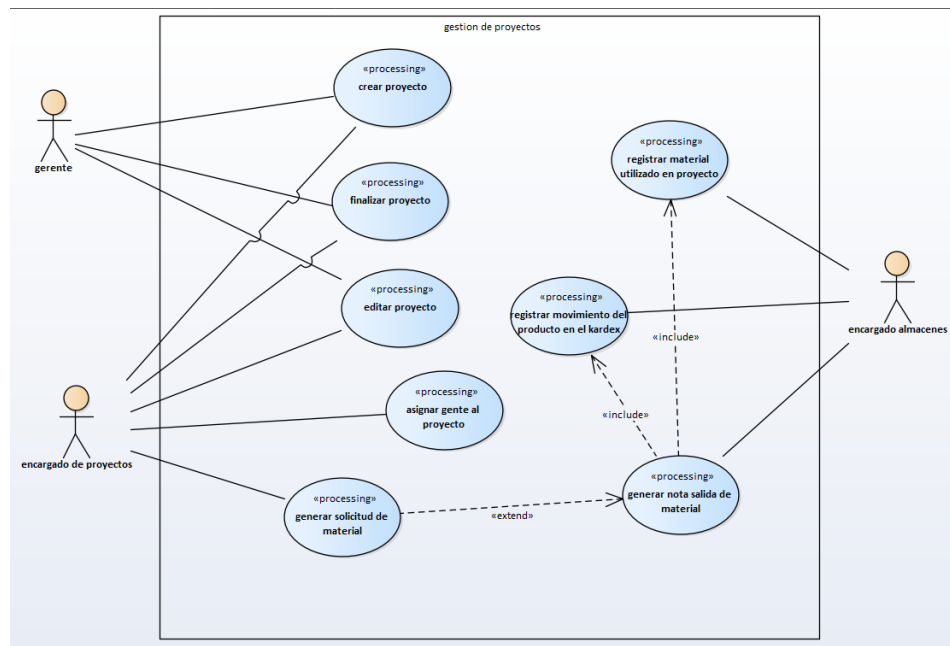 gestion de proyectos
«processing»
crear proyecto
gerente
«processing»
registrar material
utilizado en proyecto
«processing»
finalizar proyecto
«processing»
editar proyecto
«processing»
registrar movimiento del
producto en el kardex
encargado almacenes
«include»
«processing»
asignar gente al
proyecto
«include»
encargado de proyectos
«processing»
generar solicitud de
material
«extend»
«processing»
generar nota salida de
material